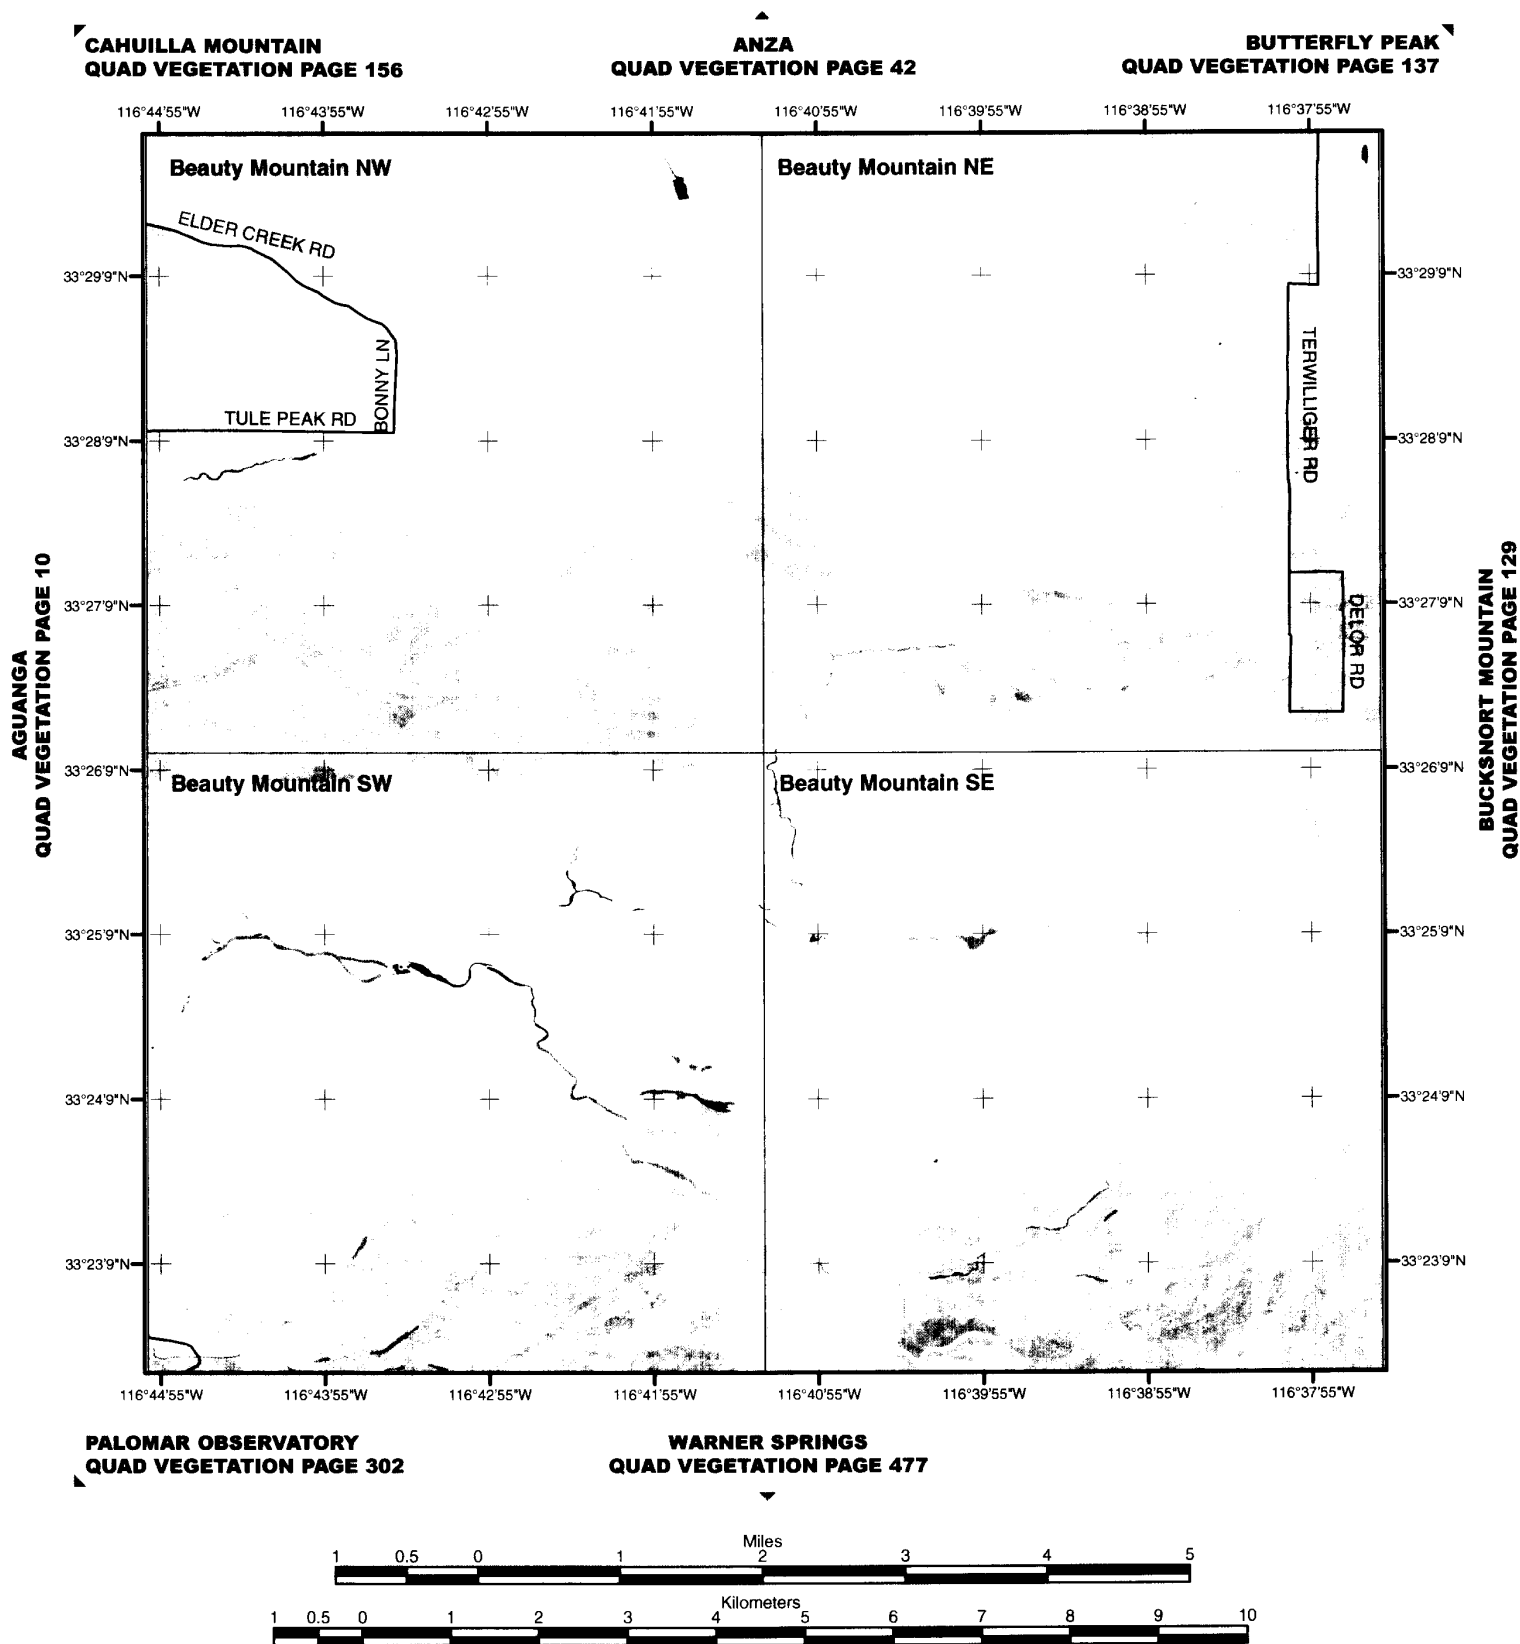 CAHUILLA MOUNTAIN
QUAD VEGETATION PAGE 156
ANZA
QUAD VEGETATION PAGE 42
BUTTERFLY PEAK
QUAD VEGETATION PAGE 137
116°44'55"W
116°43'55"W
116°42'55"W
116°41'55"W
116°40'55"W
116°39'55"W
116°38'55"W
116°37'55"W
Beauty Mountain NW
Beauty Mountain NE
ELDER CREEK RD
33°29'9"N
33°29'9"N
BONNY LN
TERWILLIGER RD
TULE PEAK RD
33°28'9"N
33°28'9"N
AGUANGA
QUAD VEGETATION PAGE 10
BUCKSNORT MOUNTAIN
QUAD VEGETATION PAGE 129
33°27'9"N
33°27'9"N
DELOR RD
33°26'9"N
33°26'9"N
Beauty Mountain SW
Beauty Mountain SE
33°25'9"N
33°25'9"N
33°24'9"N
33°24'9"N
33°23'9"N
33°23'9"N
116°44'55"W
116°43'55"W
116°42'55"W
116°41'55"W
116°40'55"W
116°39'55"W
116°38'55"W
116°37'55"W
PALOMAR OBSERVATORY
QUAD VEGETATION PAGE 302
WARNER SPRINGS
QUAD VEGETATION PAGE 477
Miles
1 0.5 0 1 2 3 4 5
Kilometers
1 0.5 0 1 2 3 4 5 6 7 8 9 10